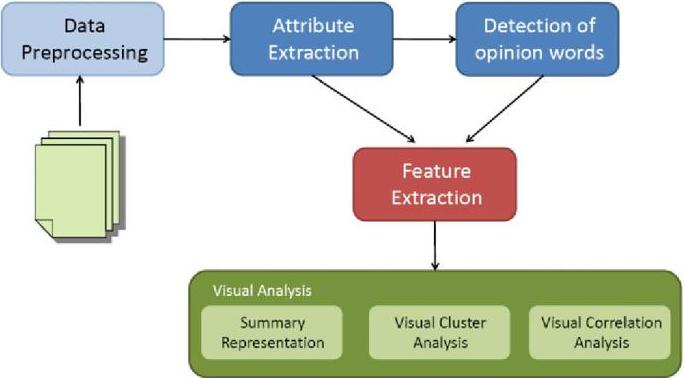 Data
Preprocessing
Attribute
Extraction
Detection of
opinion words
Feature
Extraction
Visual Analysis
Summary
Representation
Visual Cluster
Analysis
Visual Correlation
Analysis